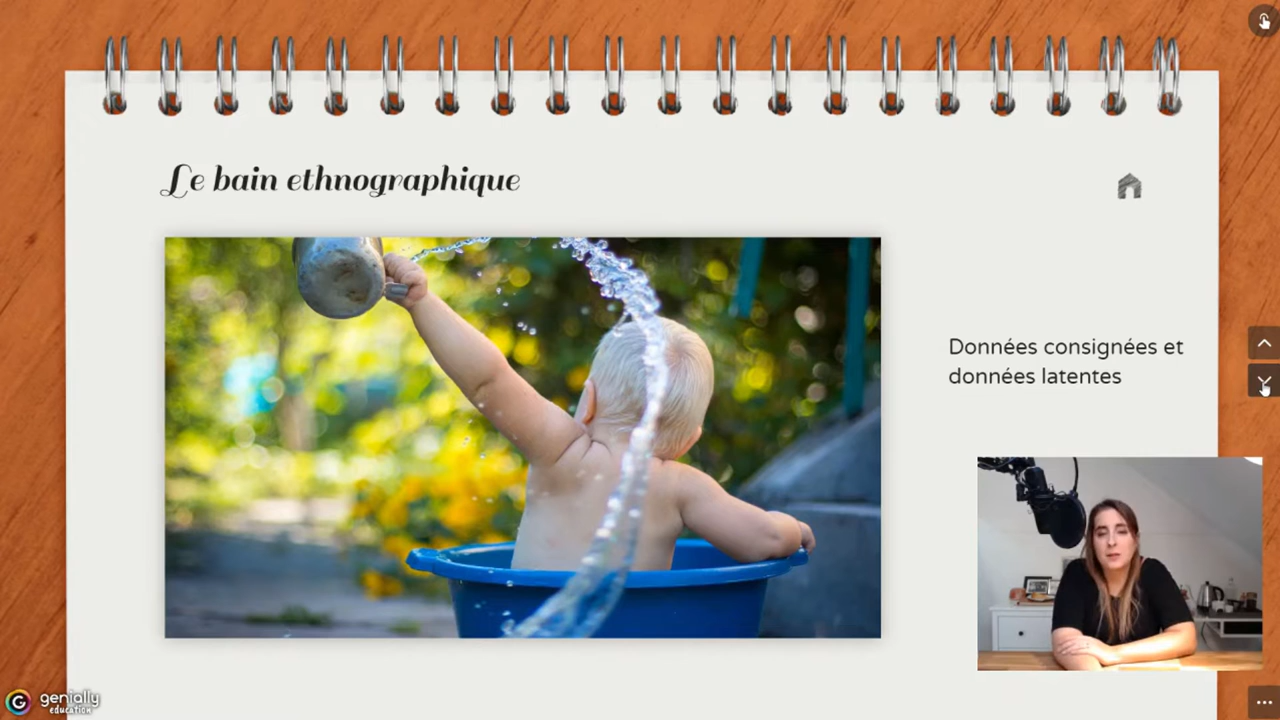 Le bain ethnographique
Données consignées et
données latentes
genially
education